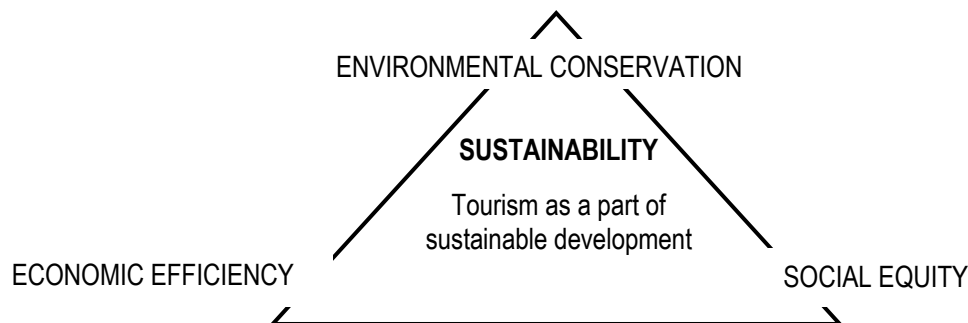 ENVIRONMENTAL CONSERVATION
SUSTAINABILITY
Tourism as a part of
sustainable development
ECONOMIC EFFICIENCY
SOCIAL EQUITY